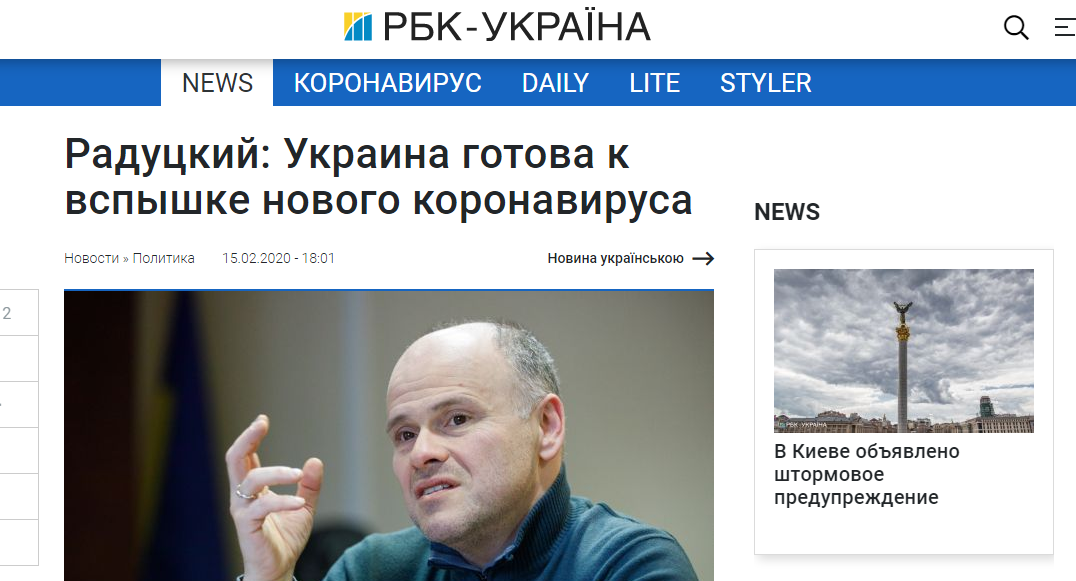 РБК-УКРАЇНА
NEWS КОРОНАВИРУС DAILY LITE STYLER
Радуцкий: Украина готова к
вспышке нового коронавируса
Новости » Политика 15.02.2020 - 18:01 Новина українською
2
NEWS
РБК-УКРАЇНА
В Киеве объявлено
штормовое
предупреждение